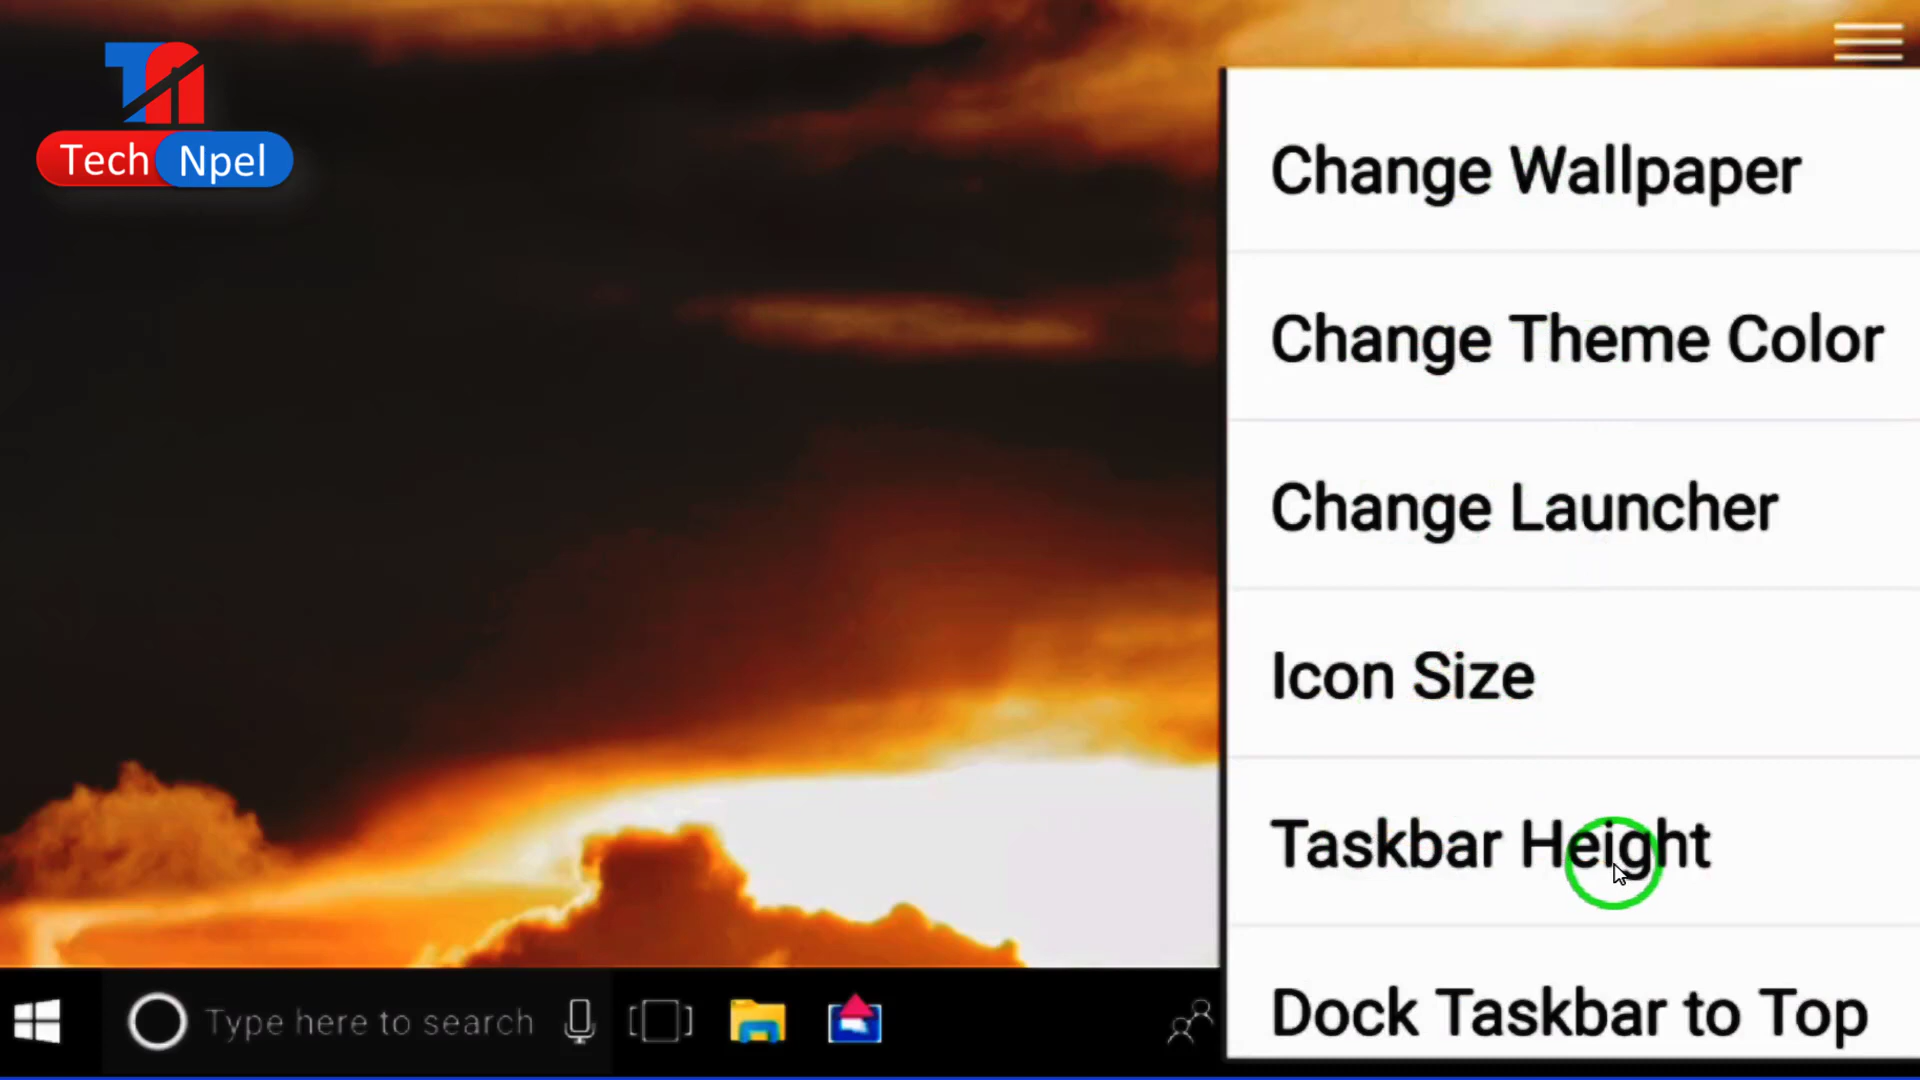 Tech Npel
Change Wallpaper
Change Theme Color
Change Launcher
Icon Size
Taskbar Height
Dock Taskbar to Top
Type here to search